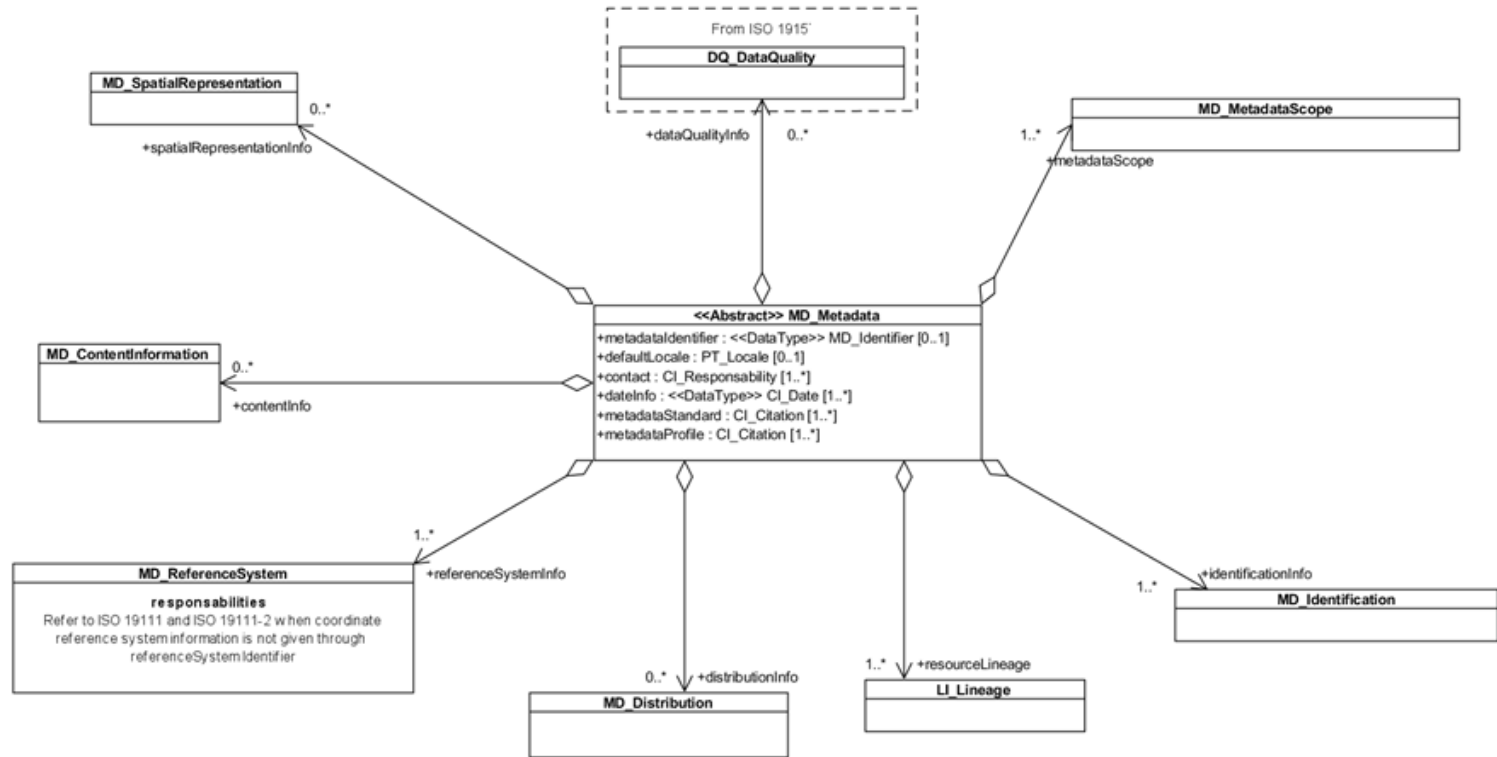 From ISO 1915
DQ_DataQuality
MD_SpatialRepresentation
0..*
+spatialRepresentationInfo
+dataQualityInfo
0..*
MD_MetadataScope
1..*
+metadataScope
<<Abstract>> MD_Metadata
+metadataIdentifier : <<DataType>> MD_Identifier [0..1]
+defaultLocale : PT_Locale [0..1]
+contact : CI_Responsability [1..*]
+dateInfo : <<DataType>> CI_Date [1..*]
+metadataStandard : CI_Citation [1..*]
+metadataProfile : CI_Citation [1..*]
MD_ContentInformation
0..*
+contentInfo
1..*
+referenceSystemInfo
MD_ReferenceSystem
responsabilities
Refer to ISO 19111 and ISO 19111-2 when coordinate
reference system information is not given through
referenceSystemIdentifier
0..*
+distributionInfo
MD_Distribution
1..*
+resourceLineage
LI_Lineage
+identificationInfo
1..*
MD_Identification